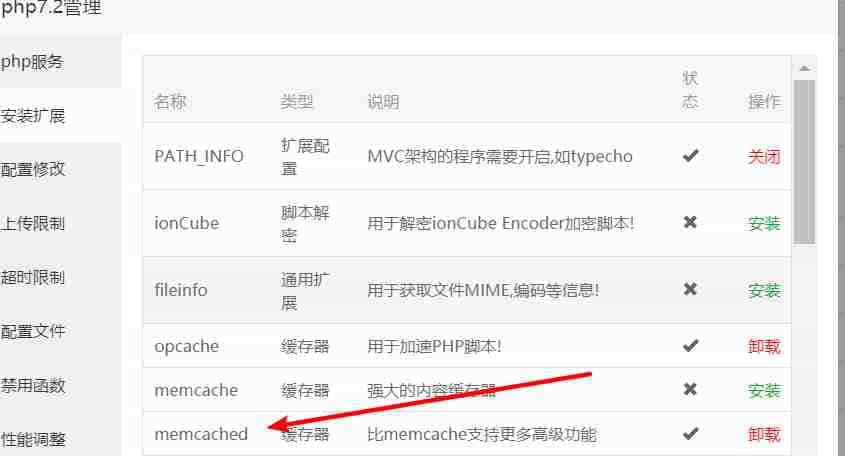 php7.2管理
php服务
安装扩展
配置修改
上传限制
超时限制
配置文件
禁用函数
性能调整
名称 类型 说明 状态 操作
PATH_INFO 扩展配置 MVC架构的程序需要开启,如typecho 关闭
ionCube 脚本解密 用于解密ionCube Encoder加密脚本! 安装
fileinfo 通用扩展 用于获取文件MIME,编码等信息! 安装
opcache 缓存器 用于加速PHP脚本! 卸载
memcache 缓存器 强大的内容缓存器 安装
memcached 缓存器 比memcache支持更多高级功能 卸载